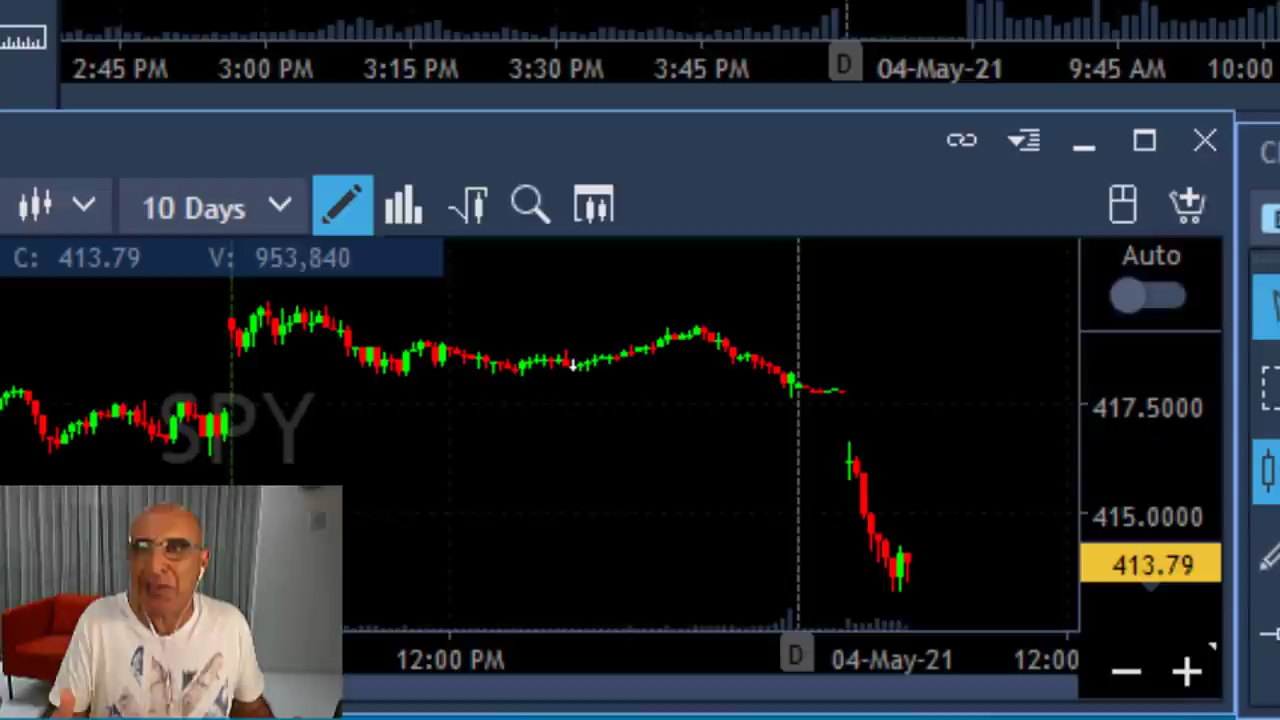 2:45 PM 3:00 PM 3:15 PM 3:30 PM 3:45 PM D 04-May-21 9:45 AM 10:00
10 Days
C: 413.79 V: 953,840
Auto
SPY
417.5000
415.0000
413.79
12:00 PM D 04-May-21 12:00